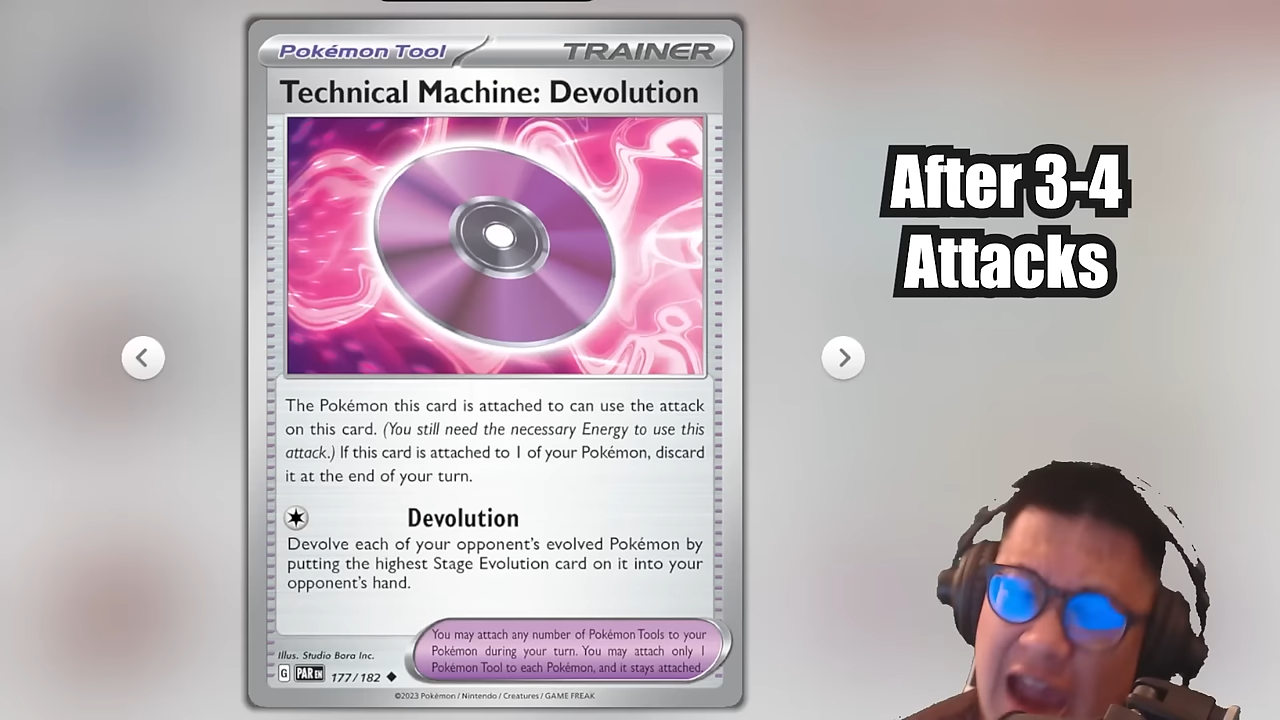 Pokémon Tool
TRAINER
Technical Machine: Devolution
The Pokémon this card is attached to can use the attack
on this card. (You still need the necessary Energy to use this
attack.) If this card is attached to 1 of your Pokémon, discard
it at the end of your turn.
Devolution
Devolve each of your opponent's evolved Pokémon by
putting the highest Stage Evolution card on it into your
opponent's hand.
You may attach any number of Pokémon Tools to your
Pokémon during your turn. You may attach only 1
Pokémon Tool to each Pokémon, and it stays attached.
Illus. Studio Bora Inc.
G PAR EN 177/182
©2023 Pokémon / Nintendo / Creatures / GAME FREAK
After 3-4
Attacks